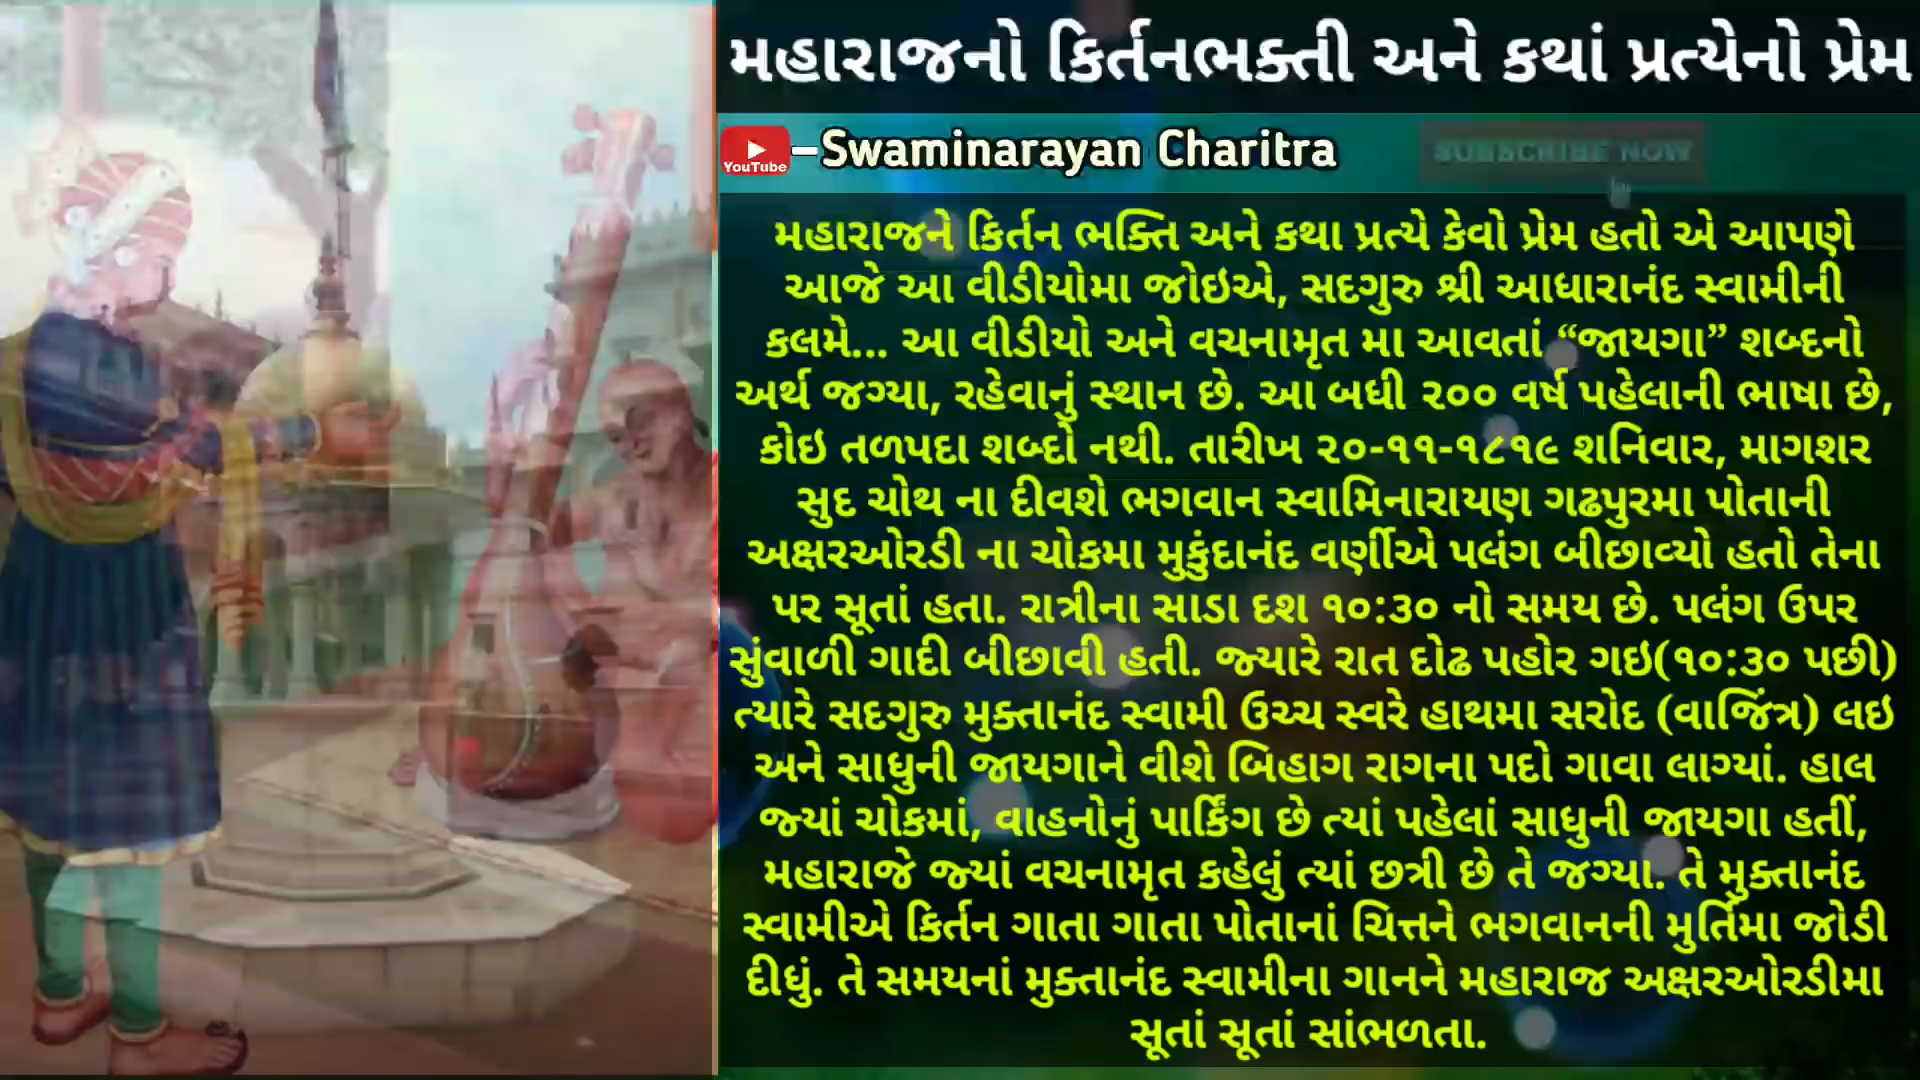 મહારાજનો કિર્તનભક્તી અને કથાં પ્રત્યેનો પ્રેમ
YouTube
–Swaminarayan Charitra
SUBSCRIBE NOW
મહારાજને કિર્તન ભક્તિ અને કથા પ્રત્યે કેવો પ્રેમ હતો એ આપણે
આજે આ વીડીયોમા જોઇએ, સદગુરુ શ્રી આધારાનંદ સ્વામીની
કલમે... આ વીડીયો અને વચનામૃત મા આવતાં “જાયગા” શબ્દનો
અર્થ જગ્યા, રહેવાનું સ્થાન છે. આ બધી ૨૦૦ વર્ષ પહેલાની ભાષા છે,
કોઇ તળપદા શબ્દો નથી. તારીખ ૨૦-૧૧-૧૮૧૯ શનિવાર, માગશર
સુદ ચોથ ના દીવશે ભગવાન સ્વામિનારાયણ ગઢપુરમા પોતાની
અક્ષરઓરડી ના ચોકમા મુકુંદાનંદ વર્ણીએ પલંગ બીછાવ્યો હતો તેના
પર સૂતાં હતા. રાત્રીના સાડા દશ ૧૦:૩૦ નો સમય છે. પલંગ ઉપર
સુંવાળી ગાદી બીછાવી હતી. જ્યારે રાત દોઢ પહોર ગઇ(૧૦:૩૦ પછી)
ત્યારે સદગુરુ મુક્તાનંદ સ્વામી ઉચ્ચ સ્વરે હાથમા સરોદ (વાજિંત્ર) લઇ
અને સાધુની જાયગાને વીશે બિહાગ રાગના પદો ગાવા લાગ્યાં. હાલ
જ્યાં ચોકમાં, વાહનોનું પાર્કિંગ છે ત્યાં પહેલાં સાધુની જાયગા હતીં,
મહારાજે જ્યાં વચનામૃત કહેલું ત્યાં છત્રી છે તે જગ્યા. તે મુક્તાનંદ
સ્વામીએ કિર્તન ગાતા ગાતા પોતાનાં ચિત્તને ભગવાનની મુર્તિમા જોડી
દીધું. તે સમયનાં મુક્તાનંદ સ્વામીના ગાનને મહારાજ અક્ષરઓરડીમા
સૂતાં સૂતાં સાંભળતા.